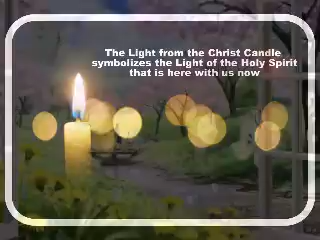 The Light from the Christ Candle
symbolizes the Light of the Holy Spirit
that is here with us now